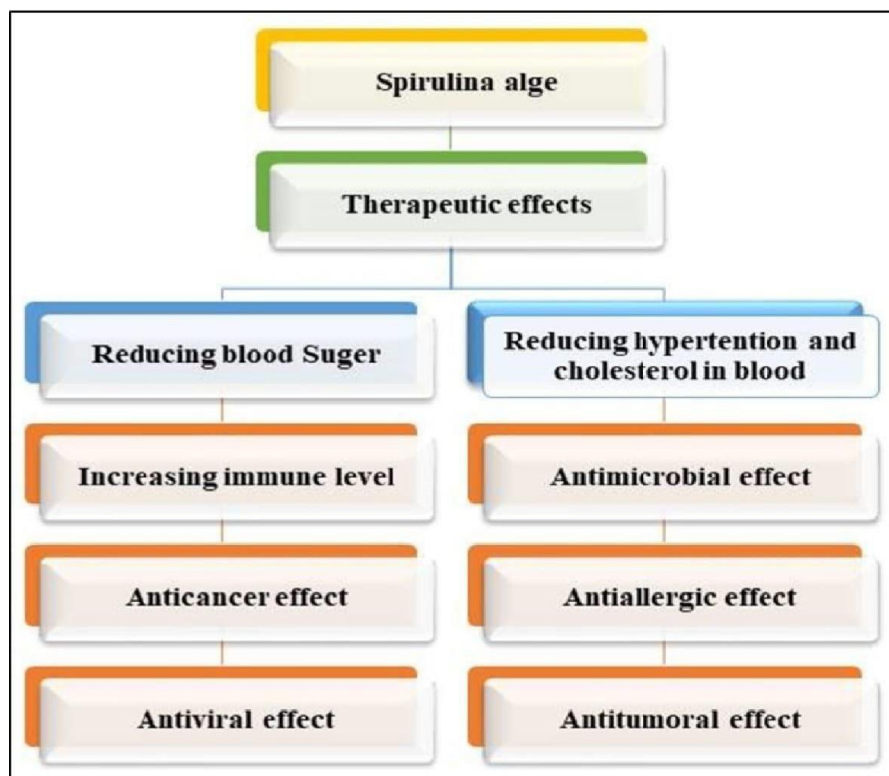 Spirulina alge
Therapeutic effects
Reducing blood Suger
Increasing immune level
Anticancer effect
Antiviral effect
Reducing hypertention and
cholesterol in blood
Antimicrobial effect
Antiallergic effect
Antitumoral effect